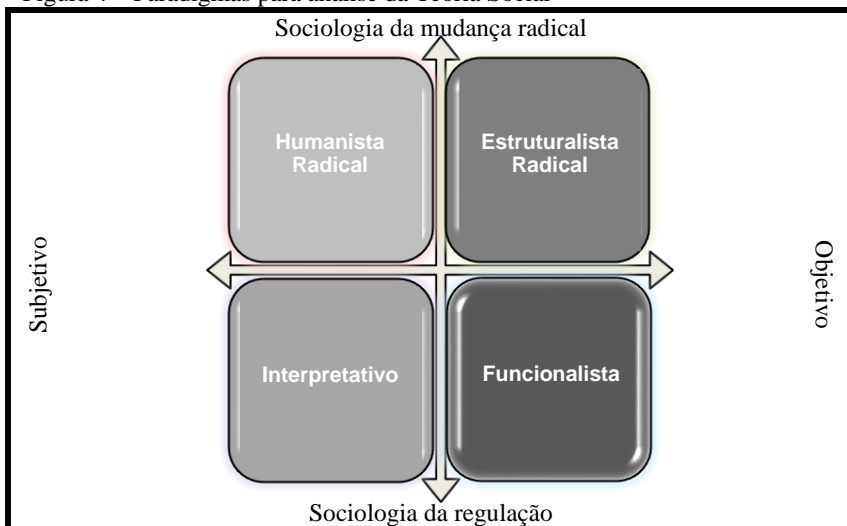 Sociologia da mudança radical
Humanista
Radical
Estruturalista
Radical
Subjetivo
Objetivo
Interpretativo
Funcionalista
Sociologia da regulação